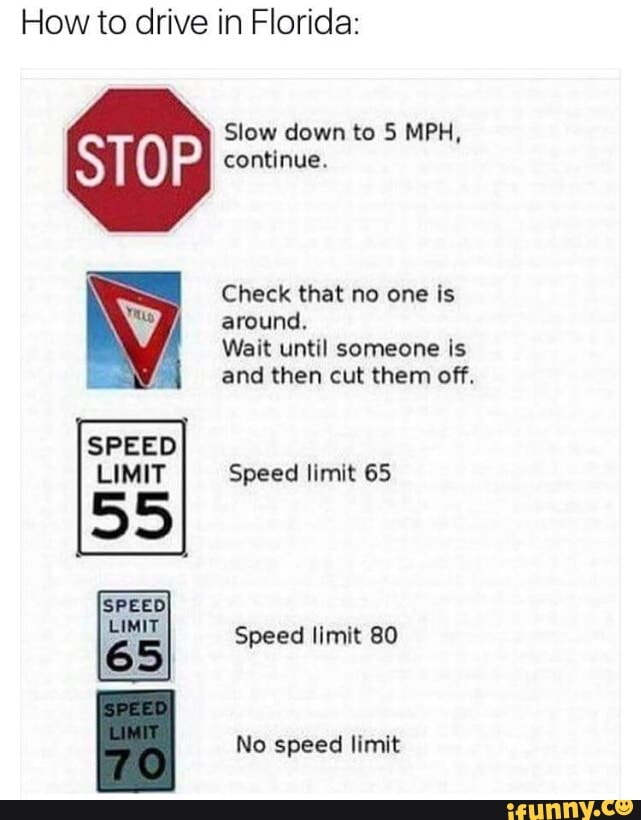 How to drive in Florida:
STOP
Slow down to 5 MPH,
continue.
YIELD
Check that no one is
around.
Wait until someone is
and then cut them off.
SPEED
LIMIT
55
Speed limit 65
SPEED
LIMIT
65
Speed limit 80
SPEED
LIMIT
70
No speed limit
ifunny.co